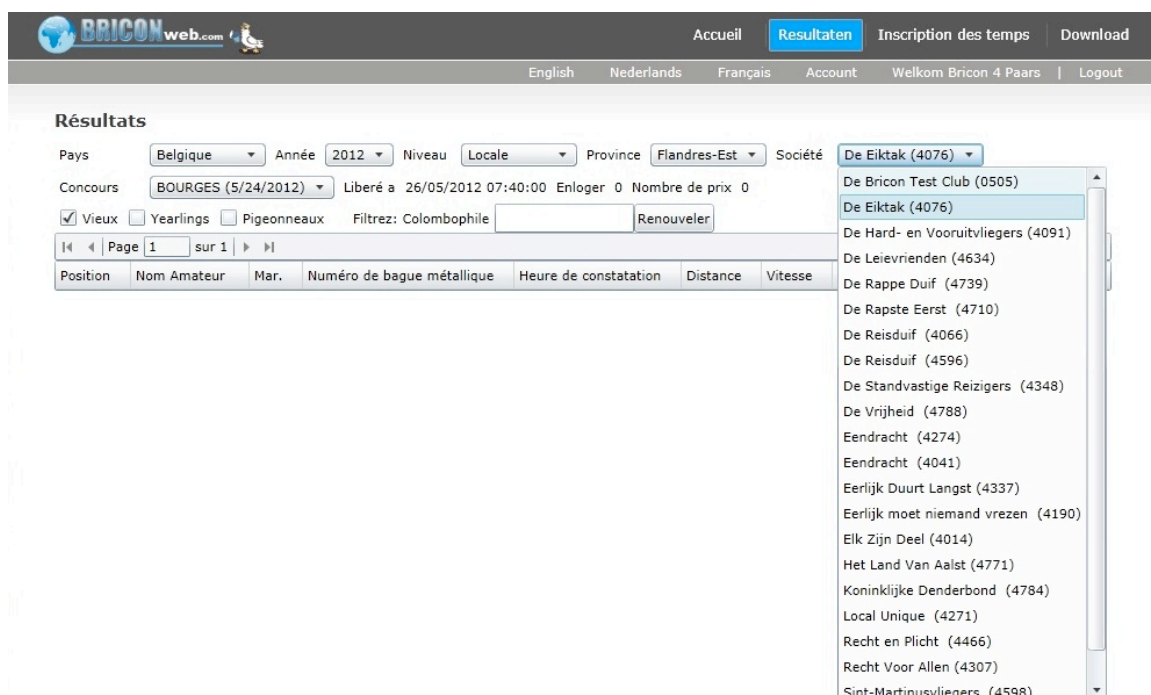 BRICONweb.com
Accueil Resultaten Inscription des temps Download
English Nederlands Français Account Welkom Bricon 4 Paars | Logout
Résultats
Pays Belgique Année 2012 Niveau Locale Province Flandres-Est Société De Eiktak (4076)
Concours BOURGES (5/24/2012) Liberé a 26/05/2012 07:40:00 Enloger 0 Nombre de prix 0
Vieux Yearlings Pigeonneaux Filtrez: Colombophile Renouveler
Page 1 sur 1
Position Nom Amateur Mar. Numéro de bague métallique Heure de constatation Distance Vitesse
De Bricon Test Club (0505)
De Eiktak (4076)
De Hard- en Vooruitvliegers (4091)
De Leievrienden (4634)
De Rappe Duif (4739)
De Rapste Eerst (4710)
De Reisduif (4066)
De Reisduif (4596)
De Standvastige Reizigers (4348)
De Vrijheid (4788)
Eendracht (4274)
Eendracht (4041)
Eerlijk Duurt Langst (4337)
Eerlijk moet niemand vrezen (4190)
Elk Zijn Deel (4014)
Het Land Van Aalst (4771)
Koninklijke Denderbond (4784)
Local Unique (4271)
Recht en Plicht (4466)
Recht Voor Allen (4307)
Sint-Martinusvliegers (4598)